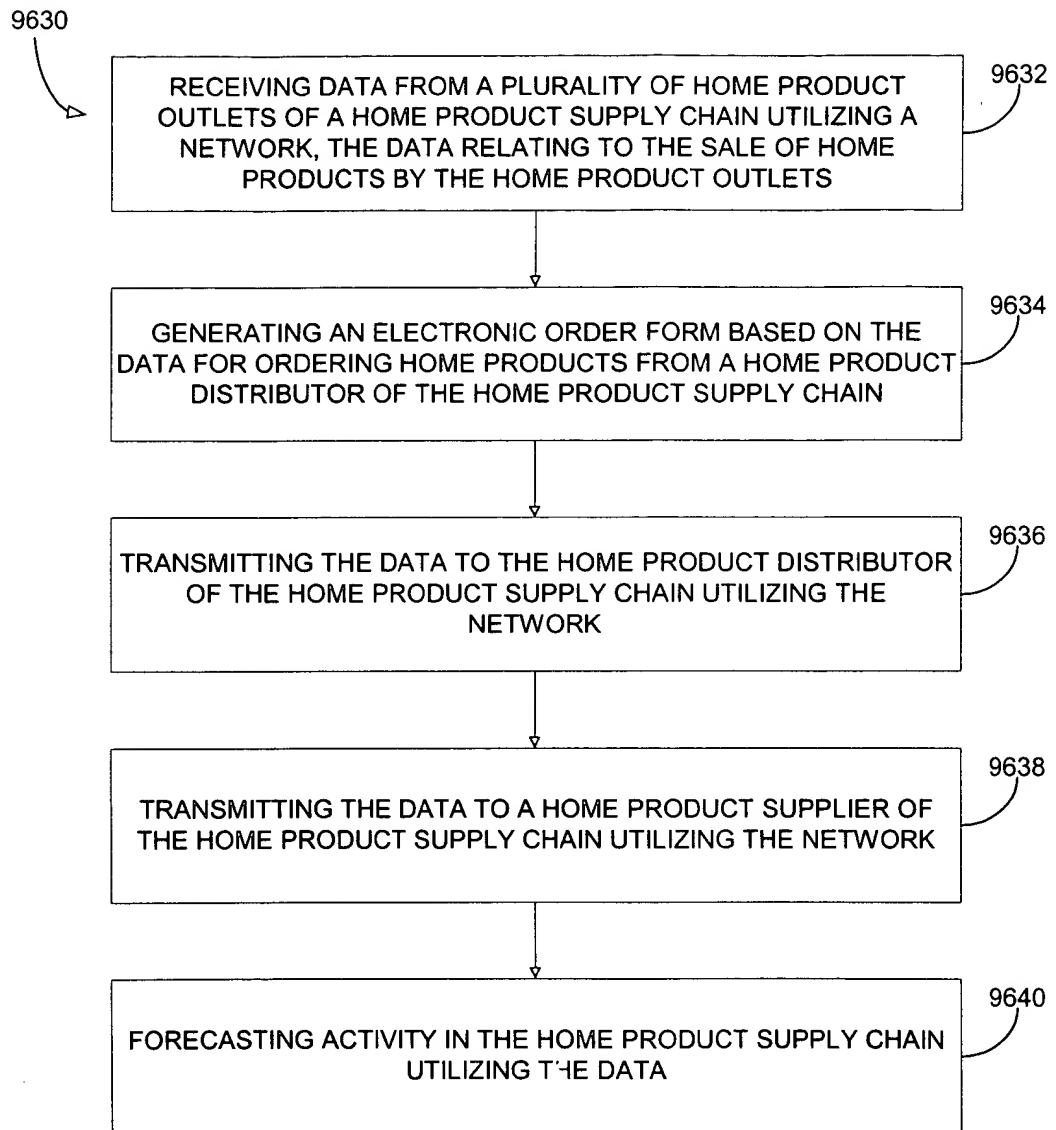 9630
9632
RECEIVING DATA FROM A PLURALITY OF HOME PRODUCT
OUTLETS OF A HOME PRODUCT SUPPLY CHAIN UTILIZING A
NETWORK, THE DATA RELATING TO THE SALE OF HOME
PRODUCTS BY THE HOME PRODUCT OUTLETS
9634
GENERATING AN ELECTRONIC ORDER FORM BASED ON THE
DATA FOR ORDERING HOME PRODUCTS FROM A HOME PRODUCT
DISTRIBUTOR OF THE HOME PRODUCT SUPPLY CHAIN
9636
TRANSMITTING THE DATA TO THE HOME PRODUCT DISTRIBUTOR
OF THE HOME PRODUCT SUPPLY CHAIN UTILIZING THE
NETWORK
9638
TRANSMITTING THE DATA TO A HOME PRODUCT SUPPLIER OF
THE HOME PRODUCT SUPPLY CHAIN UTILIZING THE NETWORK
9640
FORECASTING ACTIVITY IN THE HOME PRODUCT SUPPLY CHAIN
UTILIZING THE DATA